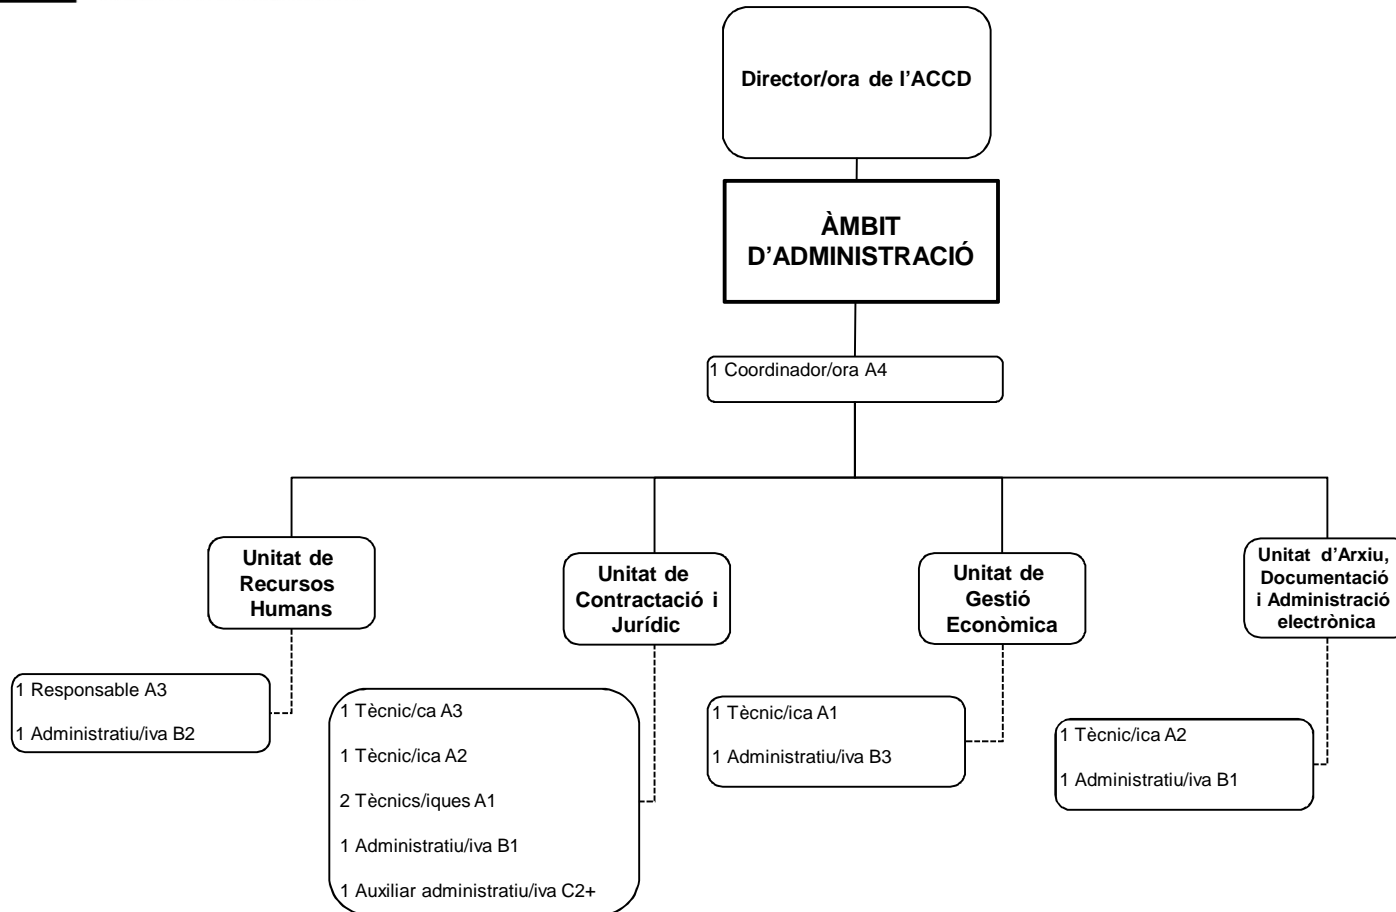 Director/ora de l’ACCD
ÀMBIT
D’ADMINISTRACIÓ
1 Coordinador/ora A4
Unitat de
Recursos
Humans
Unitat de
Contractació i
Jurídic
Unitat de
Gestió
Econòmica
Unitat d’Arxiu,
Documentació
i Administració
electrònica
1 Responsable A3
1 Administratiu/iva B2
1 Tècnic/ca A3
1 Tècnic/ica A2
2 Tècnics/iques A1
1 Administratiu/iva B1
1 Auxiliar administratiu/iva C2+
1 Tècnic/ica A1
1 Administratiu/iva B3
1 Tècnic/ica A2
1 Administratiu/iva B1